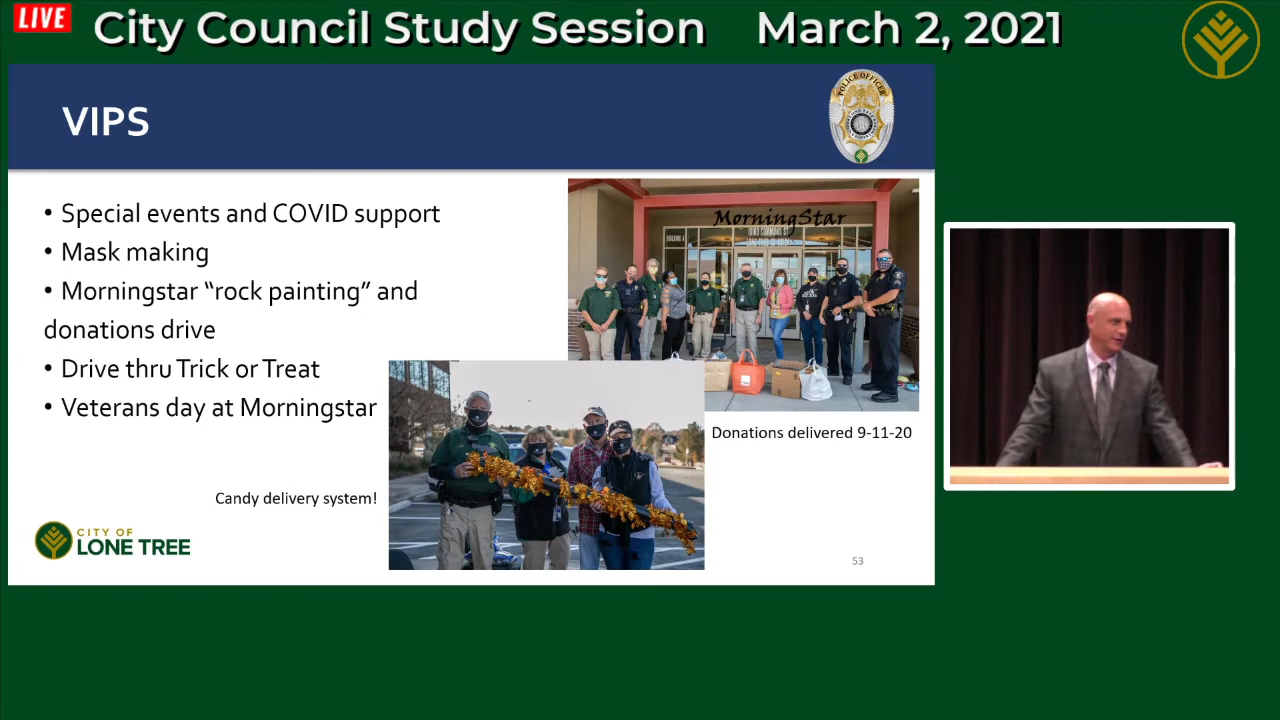 LIVE
City Council Study Session March 2, 2021
VIPS
POLICE OFFICER
• Special events and COVID support
• Mask making
• Morningstar “rock painting” and
donations drive
• Drive thru Trick or Treat
• Veterans day at Morningstar
MorningStar
Donations delivered 9-11-20
Candy delivery system!
CITY OF
LONE TREE
53